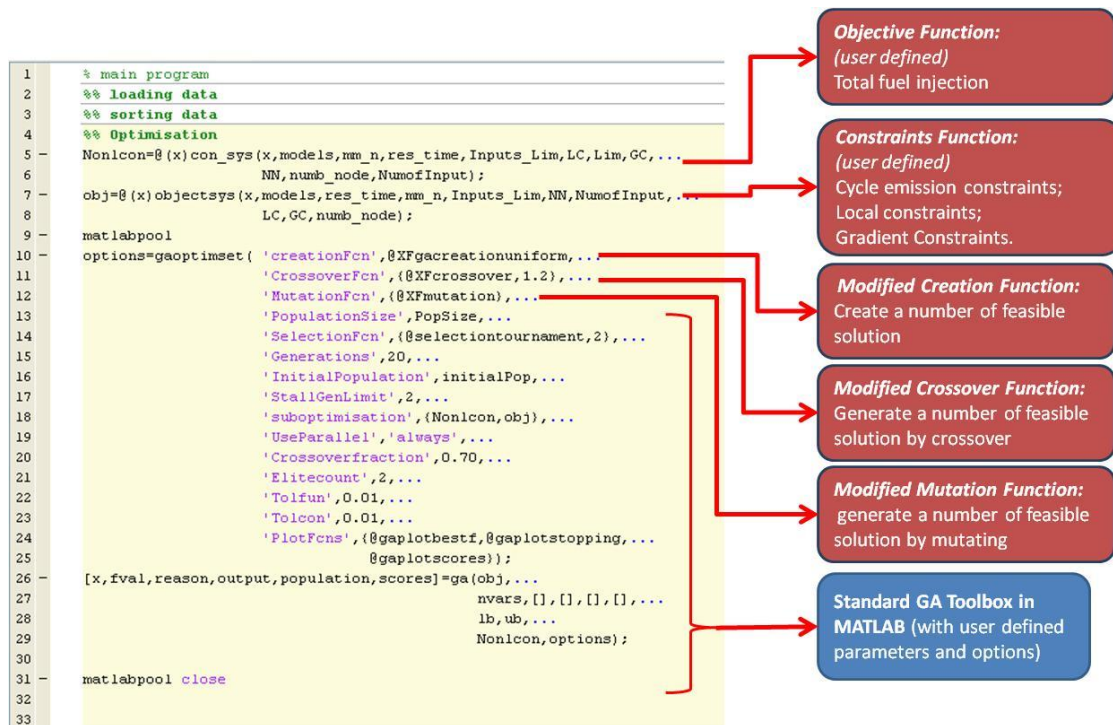 1 % main program
2 %% loading data
3 %% sorting data
4 %% Optimisation
5 – Nonlcon=@(x)con_sys(x,models,mm_n,res_time,Inputs_Lim,LC,Lim,GC,...
6 NN,numb_node,NumofInput);
7 – obj=@(x)objectsys(x,models,res_time,mm_n,Inputs_Lim,NN,NumofInput,...
8 LC,GC,numb_node);
9 – matlabpool
10 – options=gaoptimset( 'creationFcn',@XFgacreationuniform,...
11 'CrossoverFcn',{@XFcrossover,1.2},...
12 'MutationFcn',{@XFmutation},...
13 'PopulationSize',PopSize,...
14 'SelectionFcn',{@selectiontournament,2},...
15 'Generations',20,...
16 'InitialPopulation',initialPop,...
17 'StallGenLimit',2,...
18 'suboptimisation',{Nonlcon,obj},...
19 'UseParallel','always',...
20 'Crossoverfraction',0.70,...
21 'Elitecount',2,...
22 'Tolfun',0.01,...
23 'Tolcon',0.01,...
24 'PlotFcns',{@gaplotbestf,@gaplotstopping,...
25 @gaplotscores});
26 – [x,fval,reason,output,population,scores]=ga(obj,...
27 nvars,[],[],[],[],...
28 lb,ub,...
29 Nonlcon,options);
30
31 – matlabpool close
32
33
Objective Function:
(user defined)
Total fuel injection
Constraints Function:
(user defined)
Cycle emission constraints;
Local constraints;
Gradient Constraints.
Modified Creation Function:
Create a number of feasible
solution
Modified Crossover Function:
Generate a number of feasible
solution by crossover
Modified Mutation Function:
generate a number of feasible
solution by mutating
Standard GA Toolbox in
MATLAB (with user defined
parameters and options)